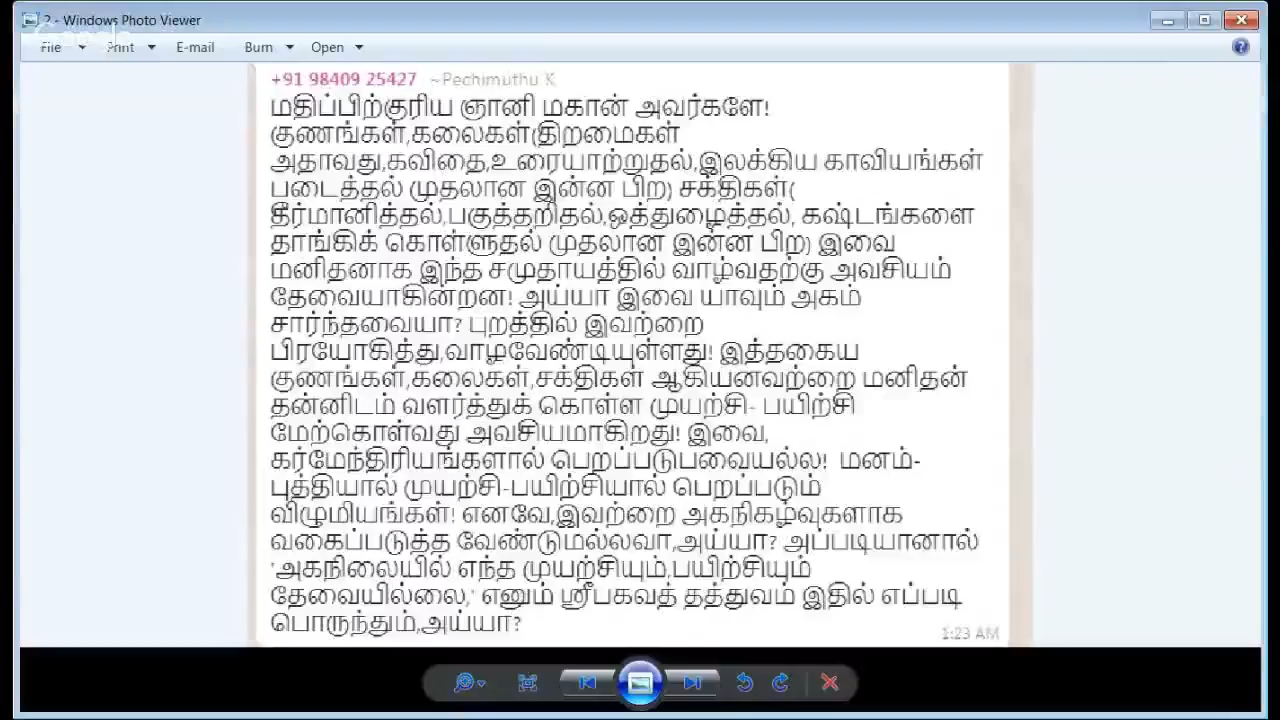 2 - Windows Photo Viewer
Google
File Print E-mail Burn Open
+91 98409 25427 ~Pechimuthu K
மதிப்பிற்குரிய ஞானி மகான் அவர்களே!
குணங்கள்,கலைகள்(திறமைகள்
அதாவது,கவிதை,உரையாற்றுதல்,இலக்கிய காவியங்கள்
படைத்தல் முதலான இன்ன பிற) சக்திகள்(
தீர்மானித்தல்,பகுத்தறிதல்,ஒத்துழைத்தல், கஷ்டங்களை
தாங்கிக் கொள்ளுதல் முதலான இன்ன பிற) இவை
மனிதனாக இந்த சமுதாயத்தில் வாழ்வதற்கு அவசியம்
தேவையாகின்றன! அய்யா இவை யாவும் அகம்
சார்ந்தவையா? புறத்தில் இவற்றை
பிரயோகித்து,வாழவேண்டியுள்ளது! இத்தகைய
குணங்கள்,கலைகள்,சக்திகள் ஆகியனவற்றை மனிதன்
தன்னிடம் வளர்த்துக் கொள்ள முயற்சி- பயிற்சி
மேற்கொள்வது அவசியமாகிறது! இவை,
கர்மேந்திரியங்களால் பெறப்படுபவையல்ல! மனம்-
புத்தியால் முயற்சி-பயிற்சியால் பெறப்படும்
விழுமியங்கள்! எனவே,இவற்றை அகநிகழ்வுகளாக
வகைப்படுத்த வேண்டுமல்லவா,அய்யா? அப்படியானால்
'அகநிலையில் எந்த முயற்சியும்,பயிற்சியும்
தேவையில்லை,' எனும் ஸ்ரீபகவத் தத்துவம் இதில் எப்படி
பொருந்தும்,அய்யா?
1:23 AM